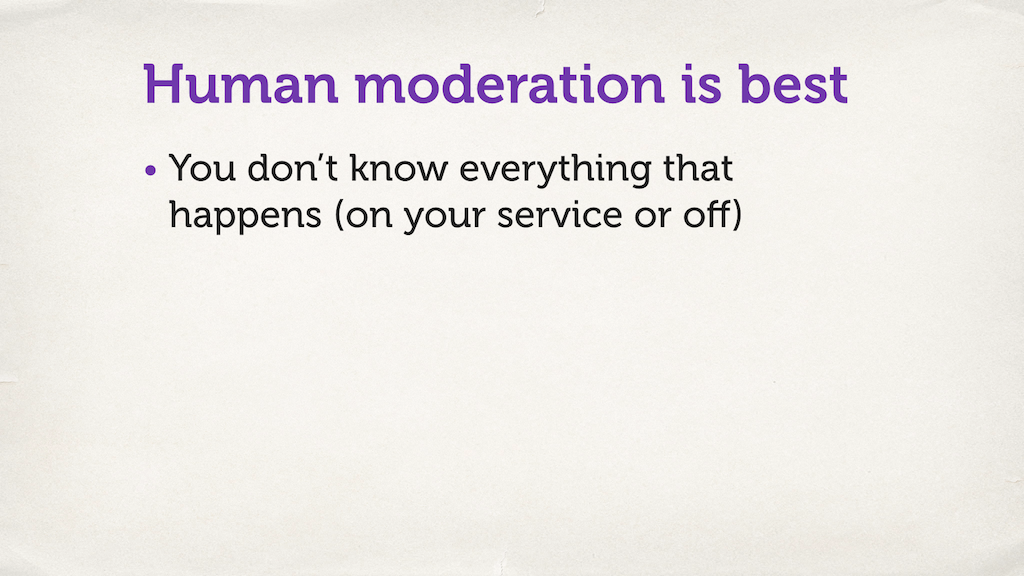 Human moderation is best
• You don’t know everything that
happens (on your service or off)